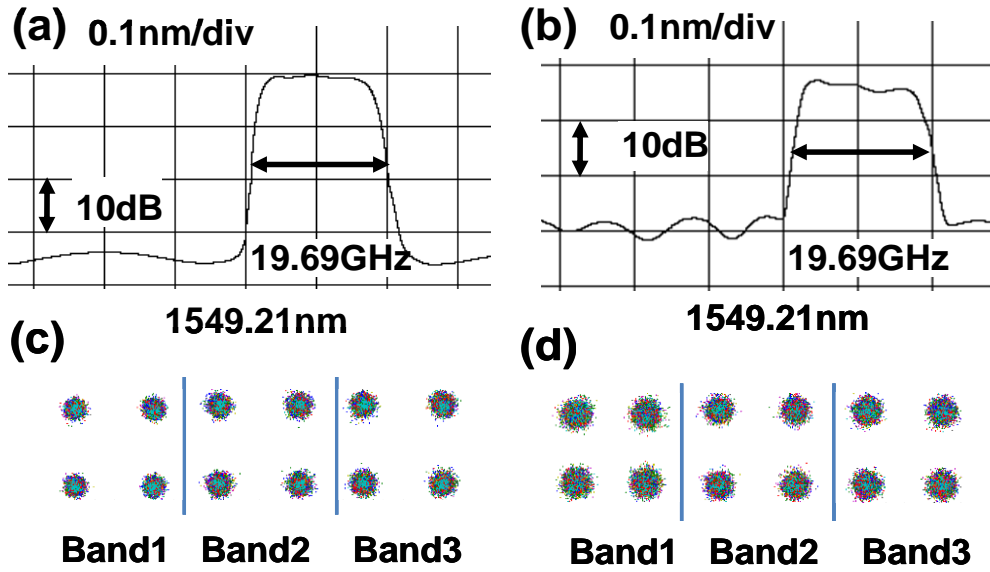 (a) 0.1nm/div
10dB
19.69GHz
1549.21nm
(b) 0.1nm/div
10dB
19.69GHz
1549.21nm
(c)
Band1 Band2 Band3
(d)
Band1 Band2 Band3